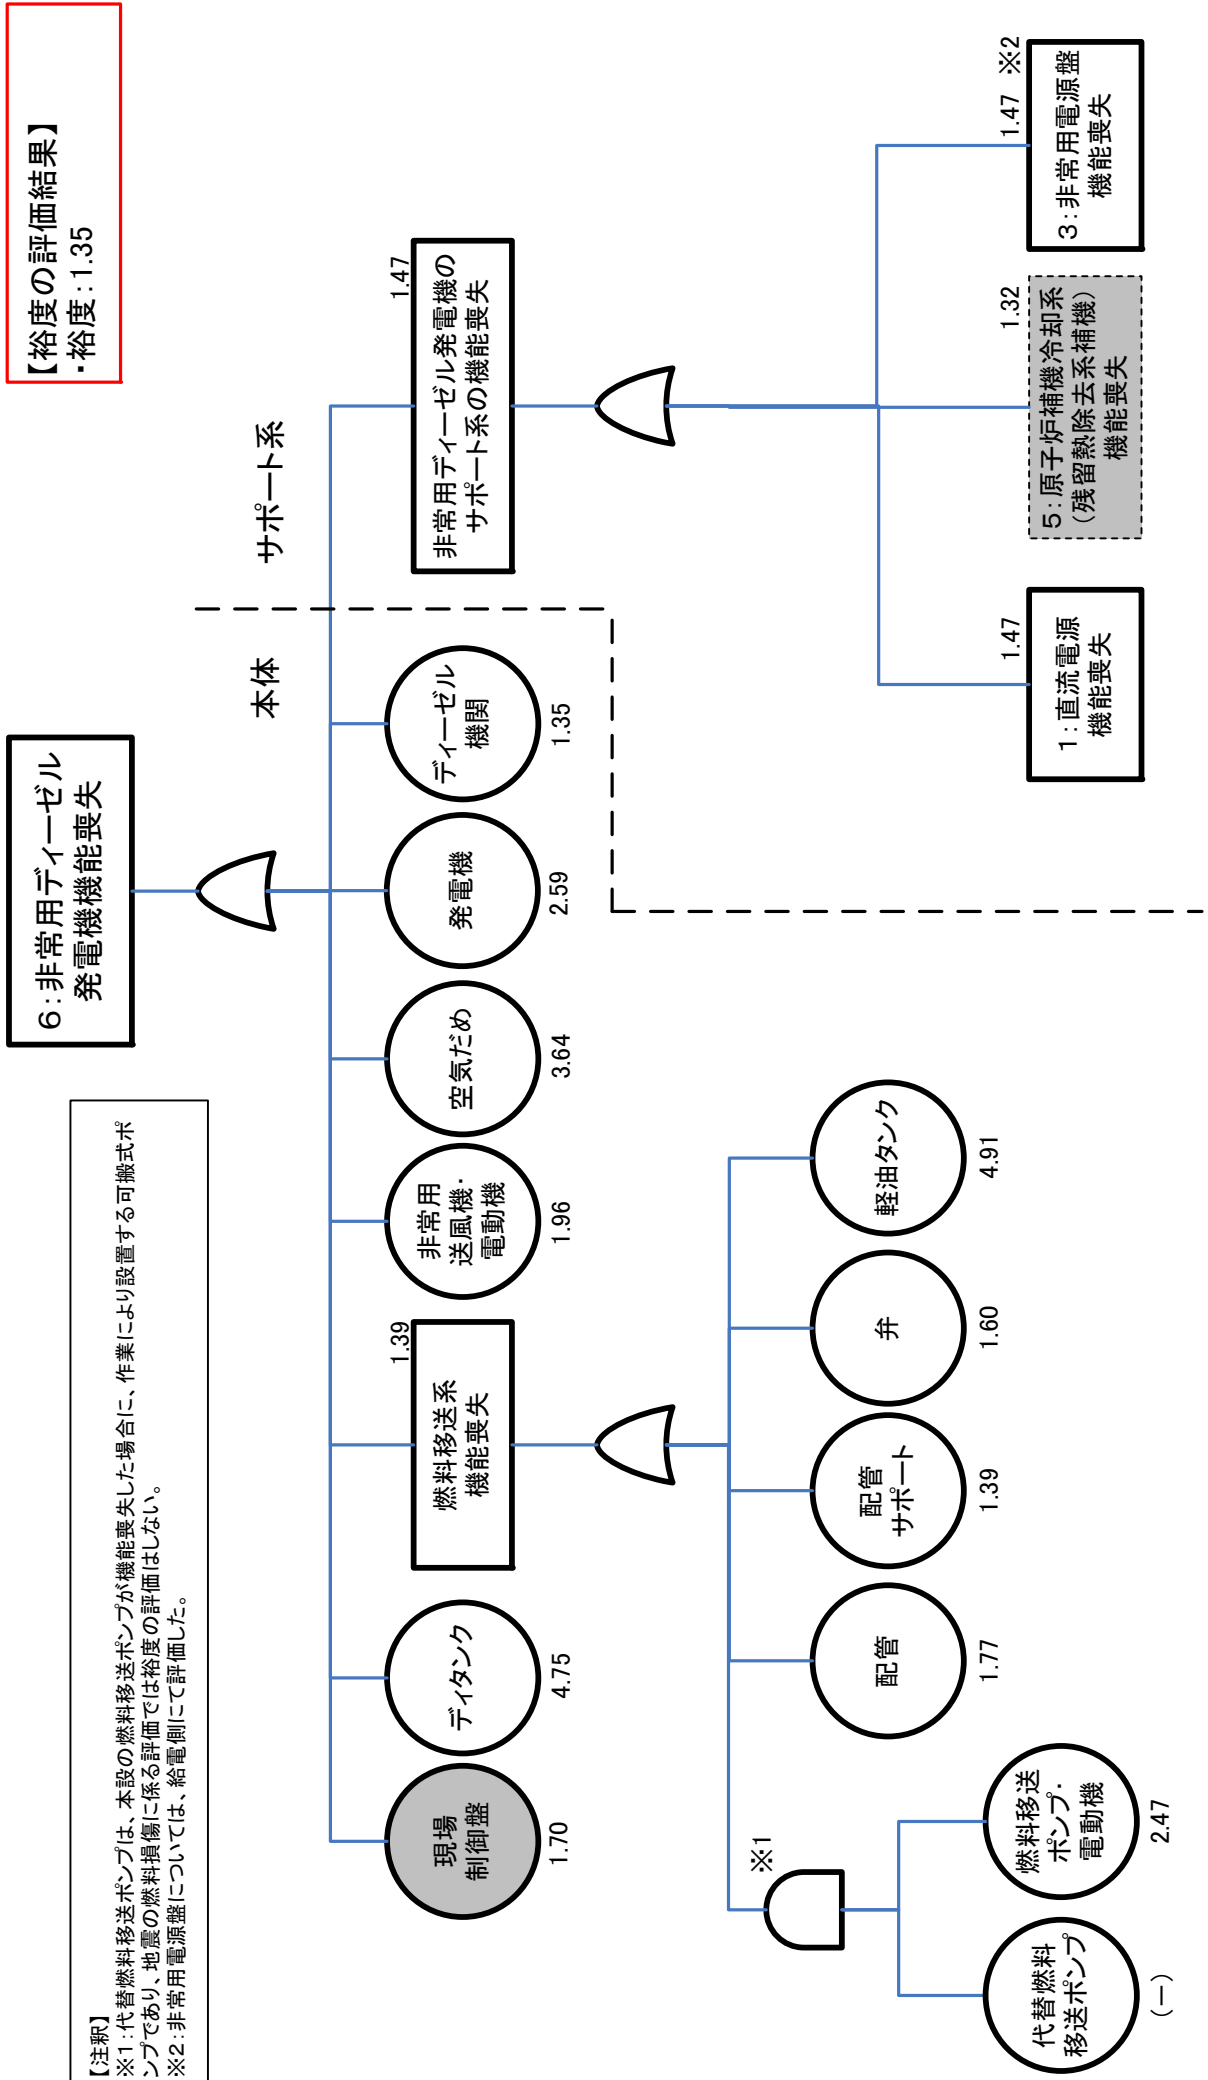 【注釈】
※1：代替燃料移送ポンプは、本設の燃料移送ポンプが機能喪失した場合に、作業により設置する可搬式ポ
ンプであり、地震の燃料損傷に係る評価では裕度の評価はしない。
※2：非常用電源盤については、給電側にて評価した。
6：非常用ディーゼル
発電機機能喪失
【裕度の評価結果】
・裕度：1.35
本体
サポート系
現場
制御盤
1.70
ディタンク
4.75
1.39
燃料移送系
機能喪失
非常用
送風機・
電動機
1.96
空気だめ
3.64
発電機
2.59
ディーゼル
機関
1.35
1.47
非常用ディーゼル発電機の
サポート系の機能喪失
※1
代替燃料
移送ポンプ
（－）
燃料移送
ポンプ・
電動機
2.47
配管
1.77
配管
サポート
1.39
弁
1.60
軽油タンク
4.91
1.47
1：直流電源
機能喪失
1.32
5：原子炉補機冷却系
（残留熱除去系補機）
機能喪失
1.47 ※2
3：非常用電源盤
機能喪失